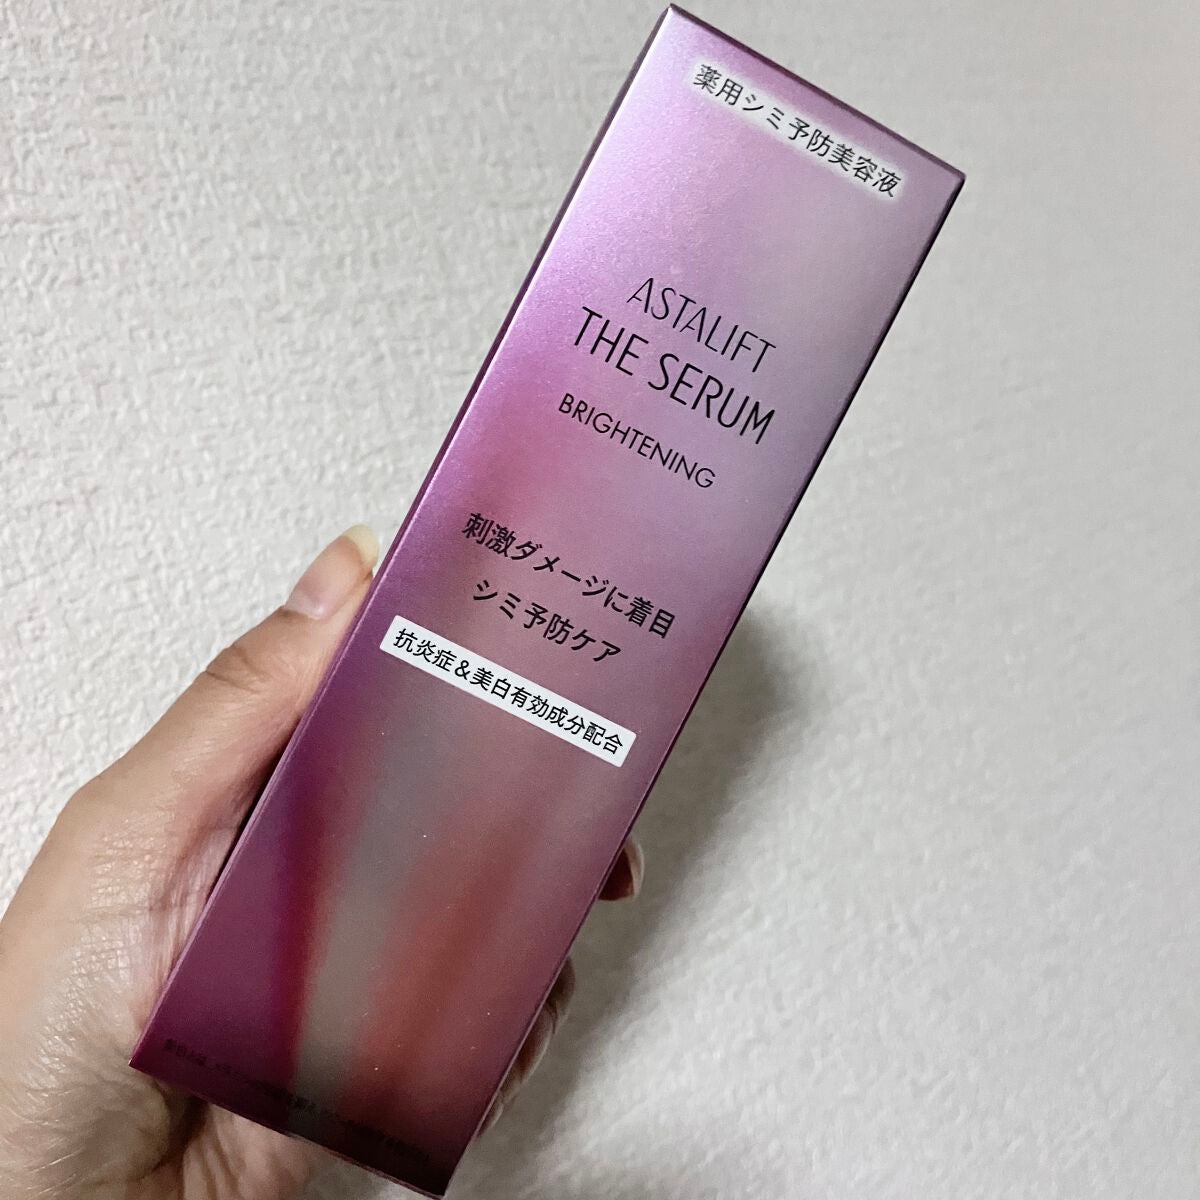 薬用シミ予防美容液
ASTALIFT
THE SERUM
BRIGHTENING
刺激ダメージに着目
シミ予防ケア
抗炎症&美白有効成分配合